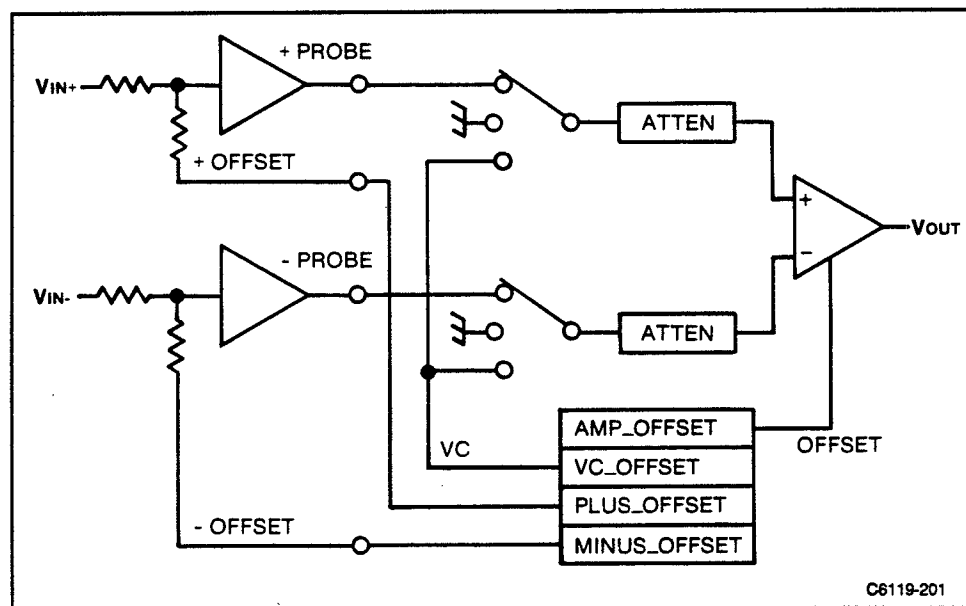 + PROBE
VIN+
ATTEN
+ OFFSET
+
VOUT
-
- PROBE
VIN-
ATTEN
AMP_OFFSET
OFFSET
VC
VC_OFFSET
PLUS_OFFSET
- OFFSET
MINUS_OFFSET
C6119-201